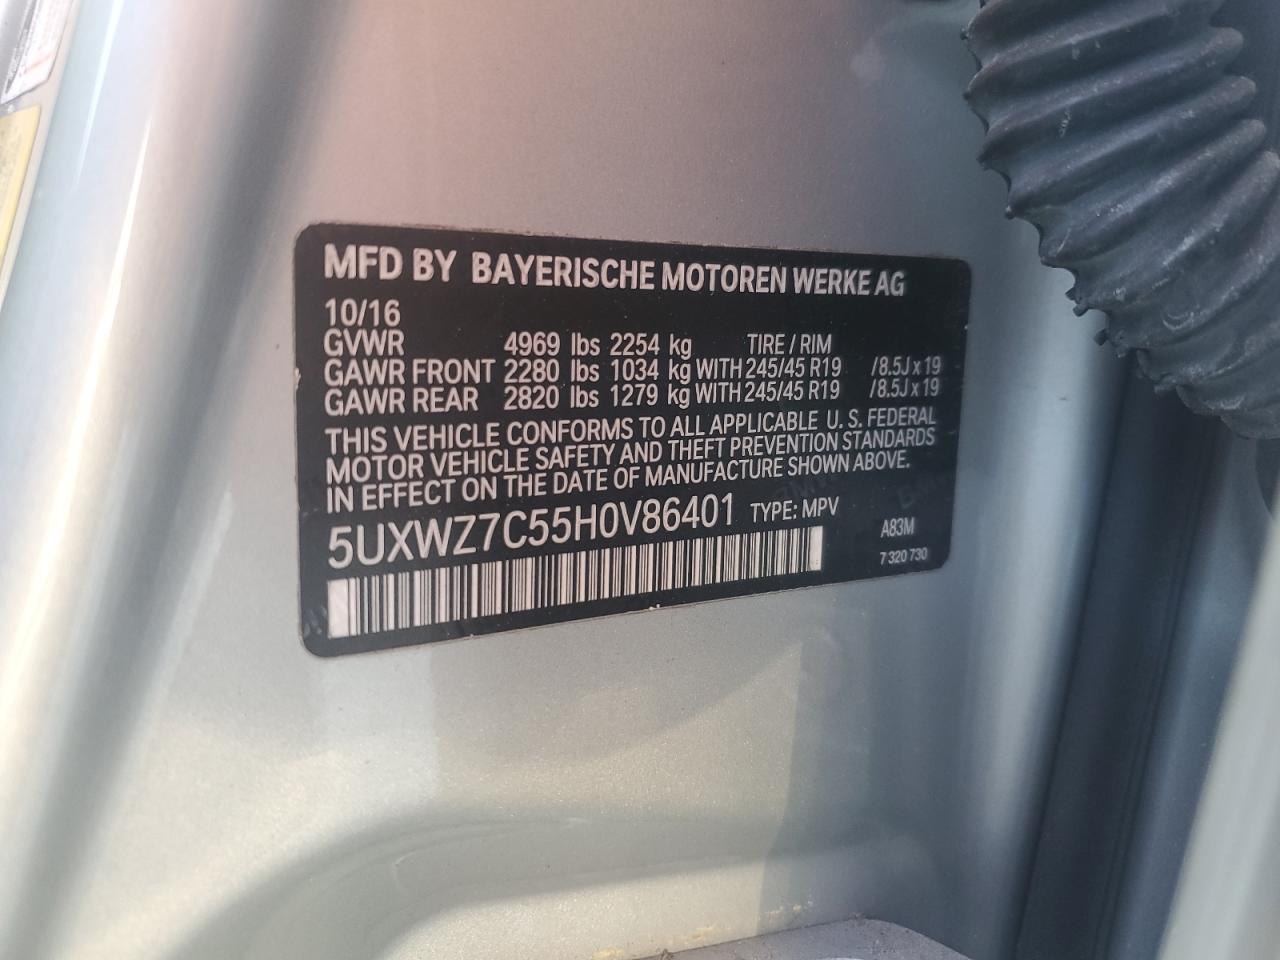 MFD BY BAYERISCHE MOTOREN WERKE AG
10/16
GVWR 4969 lbs 2254 kg TIRE / RIM
GAWR FRONT 2280 lbs 1034 kg WITH 245/45 R19 /8.5J x 19
GAWR REAR 2820 lbs 1279 kg WITH 245/45 R19 /8.5J x 19
THIS VEHICLE CONFORMS TO ALL APPLICABLE U. S. FEDERAL
MOTOR VEHICLE SAFETY AND THEFT PREVENTION STANDARDS
IN EFFECT ON THE DATE OF MANUFACTURE SHOWN ABOVE.
5UXWZ7C55H0V86401 TYPE: MPV A83M
7 320 730